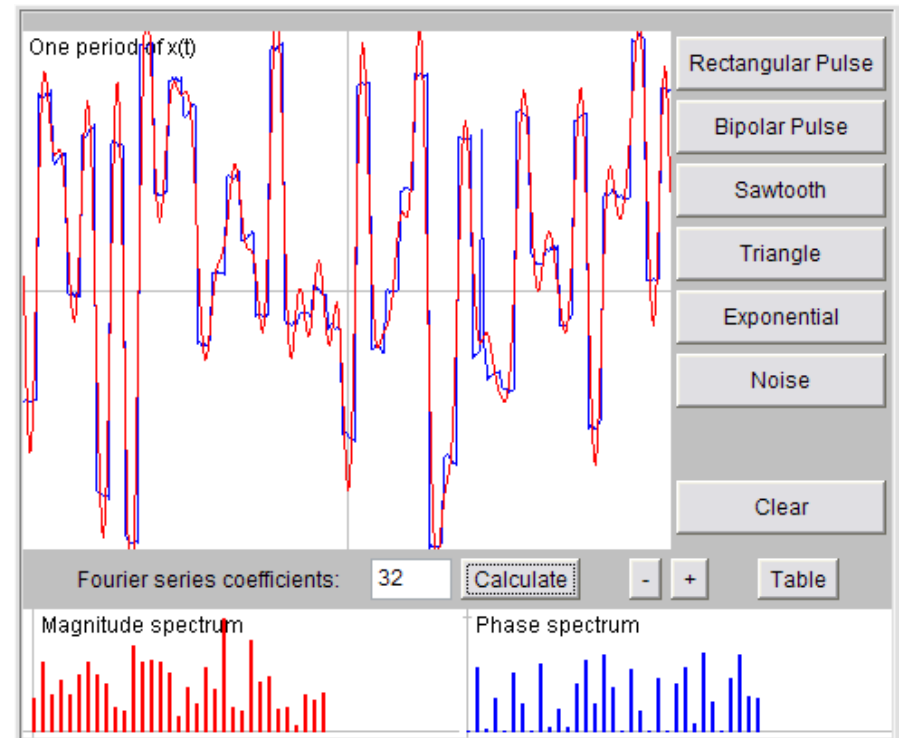 One period of x(t)
Rectangular Pulse
Bipolar Pulse
Sawtooth
Triangle
Exponential
Noise
Clear
Fourier series coefficients: 32 Calculate - + Table
Magnitude spectrum Phase spectrum